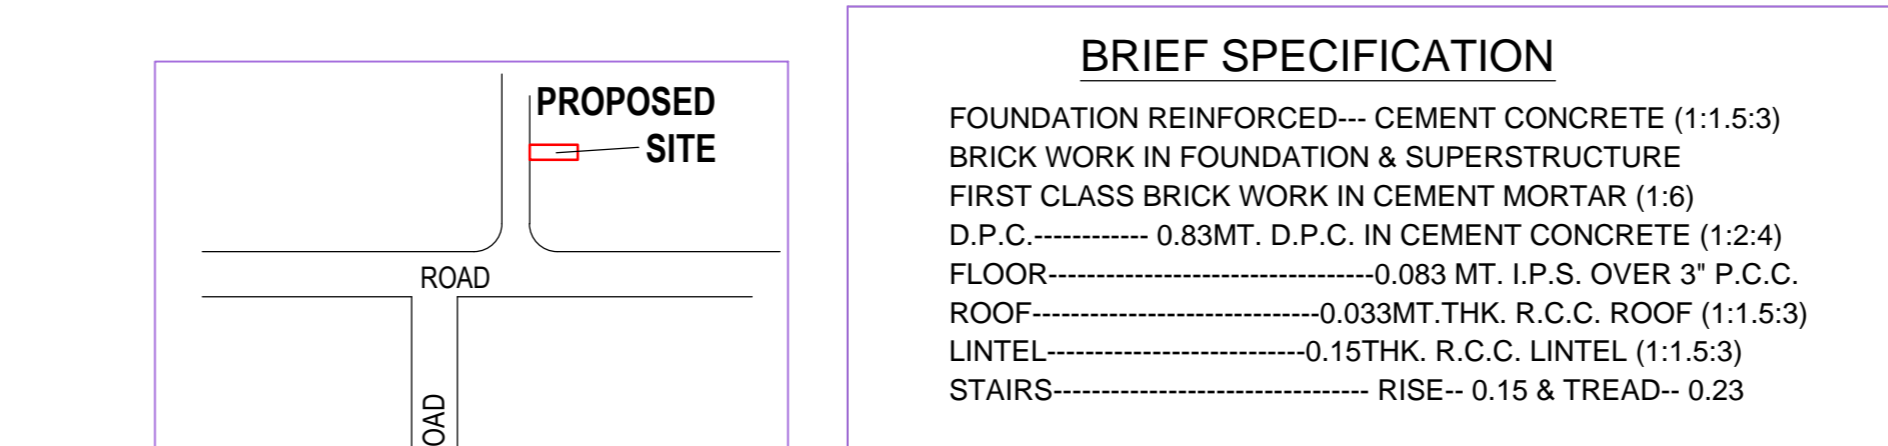 PROPOSED
SITE
ROAD
OAD
BRIEF SPECIFICATION
FOUNDATION REINFORCED--- CEMENT CONCRETE (1:1.5:3)
BRICK WORK IN FOUNDATION & SUPERSTRUCTURE
FIRST CLASS BRICK WORK IN CEMENT MORTAR (1:6)
D.P.C.------------ 0.83MT. D.P.C. IN CEMENT CONCRETE (1:2:4)
FLOOR----------------------------------0.083 MT. I.P.S. OVER 3" P.C.C.
ROOF------------------------------0.033MT.THK. R.C.C. ROOF (1:1.5:3)
LINTEL---------------------------0.15THK. R.C.C. LINTEL (1:1.5:3)
STAIRS--------------------------------- RISE-- 0.15 & TREAD-- 0.23